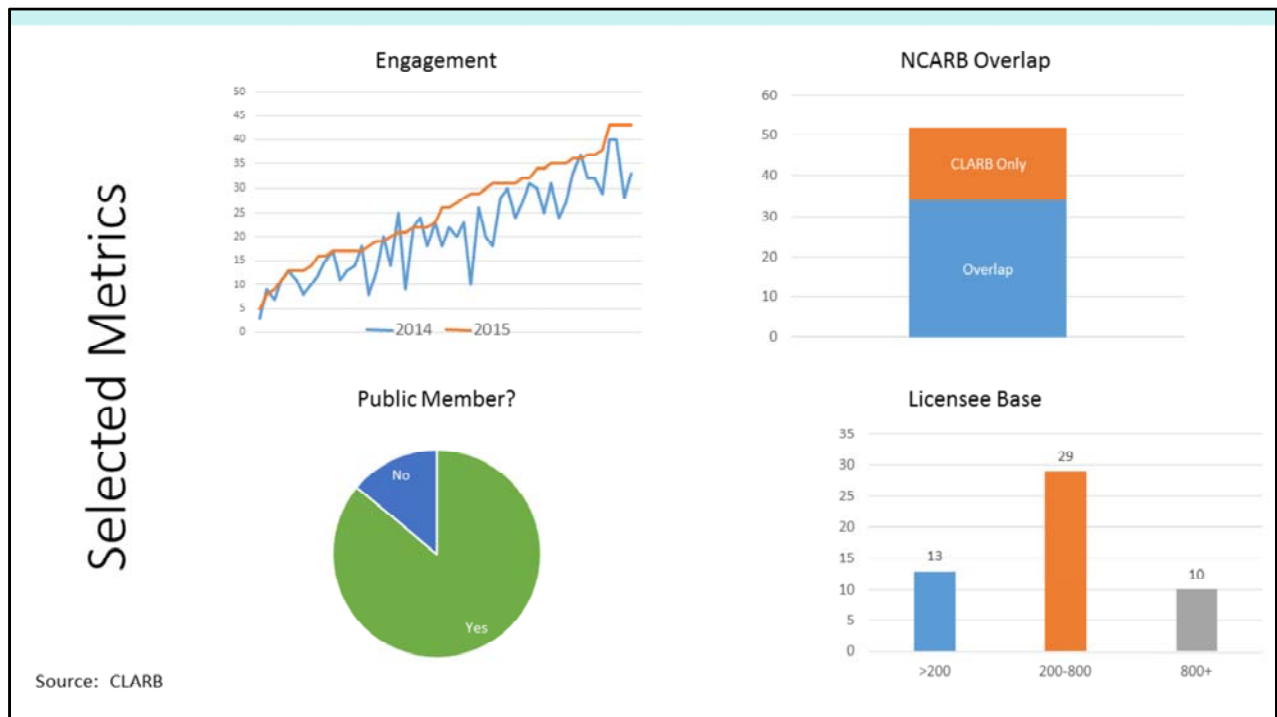 Selected Metrics
Engagement
50
45
40
35
30
25
20
15
10
5
0
2014 2015
NCARB Overlap
60
50
40
30
20
10
0
CLARB Only
Overlap
Public Member?
No
Yes
Licensee Base
35
30
25
20
15
10
5
0
13
29
10
>200 200-800 800+
Source: CLARB